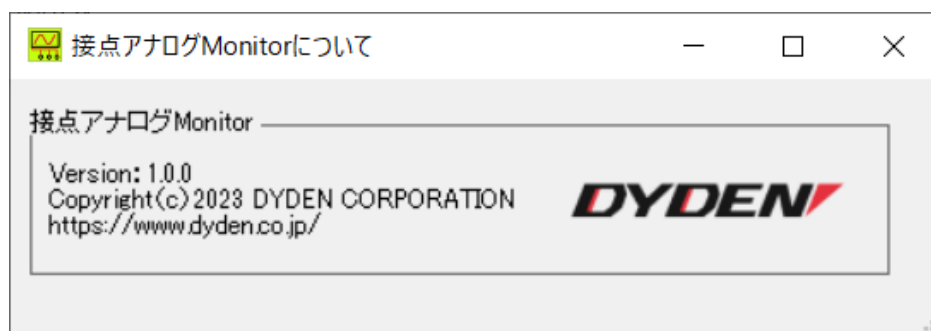 接点アナログMonitorについて
接点アナログMonitor
Version: 1.0.0
Copyright(c)2023 DYDEN CORPORATION
https://www.dyden.co.jp/
DYDEN